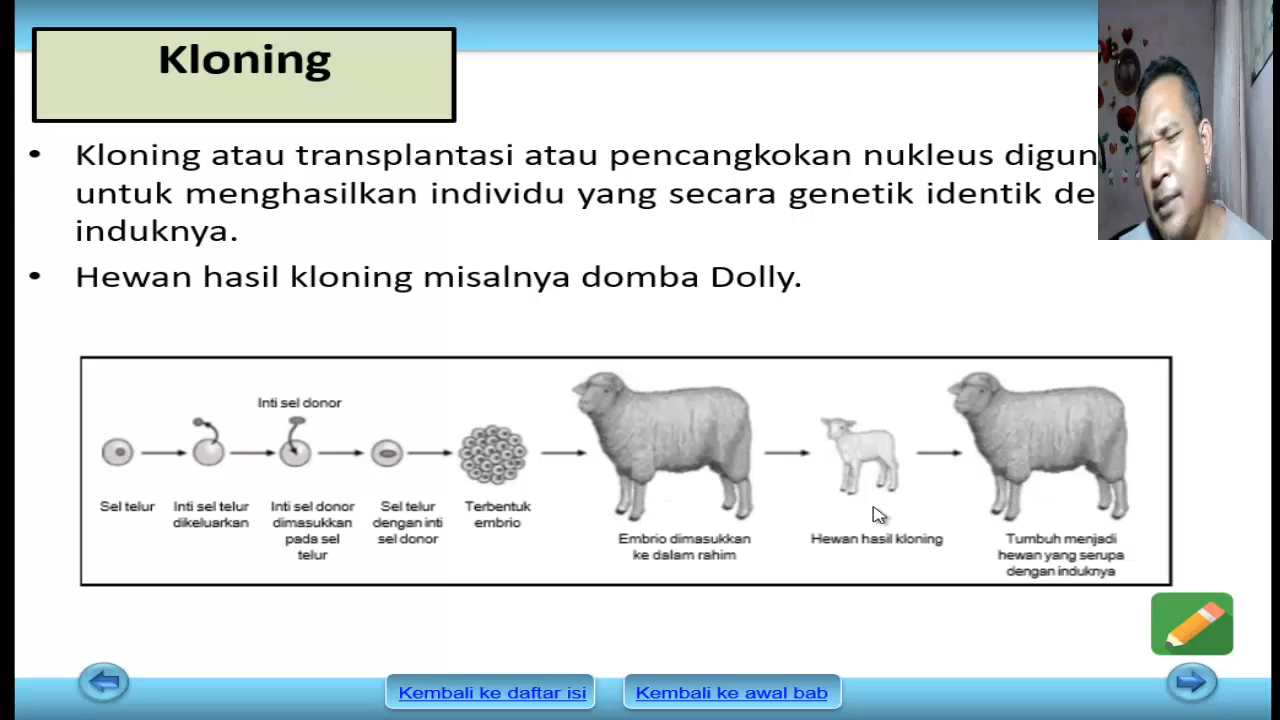 Kloning
• Kloning atau transplantasi atau pencangkokan nukleus digun
untuk menghasilkan individu yang secara genetik identik de
induknya.
• Hewan hasil kloning misalnya domba Dolly.
Inti sel donor
Sel telur
Inti sel telur
dikeluarkan
Inti sel donor
dimasukkan
pada sel
telur
Sel telur
dengan inti
sel donor
Terbentuk
embrio
Embrio dimasukkan
ke dalam rahim
Hewan hasil kloning
Tumbuh menjadi
hewan yang serupa
dengan induknya
Kembali ke daftar isi
Kembali ke awal bab